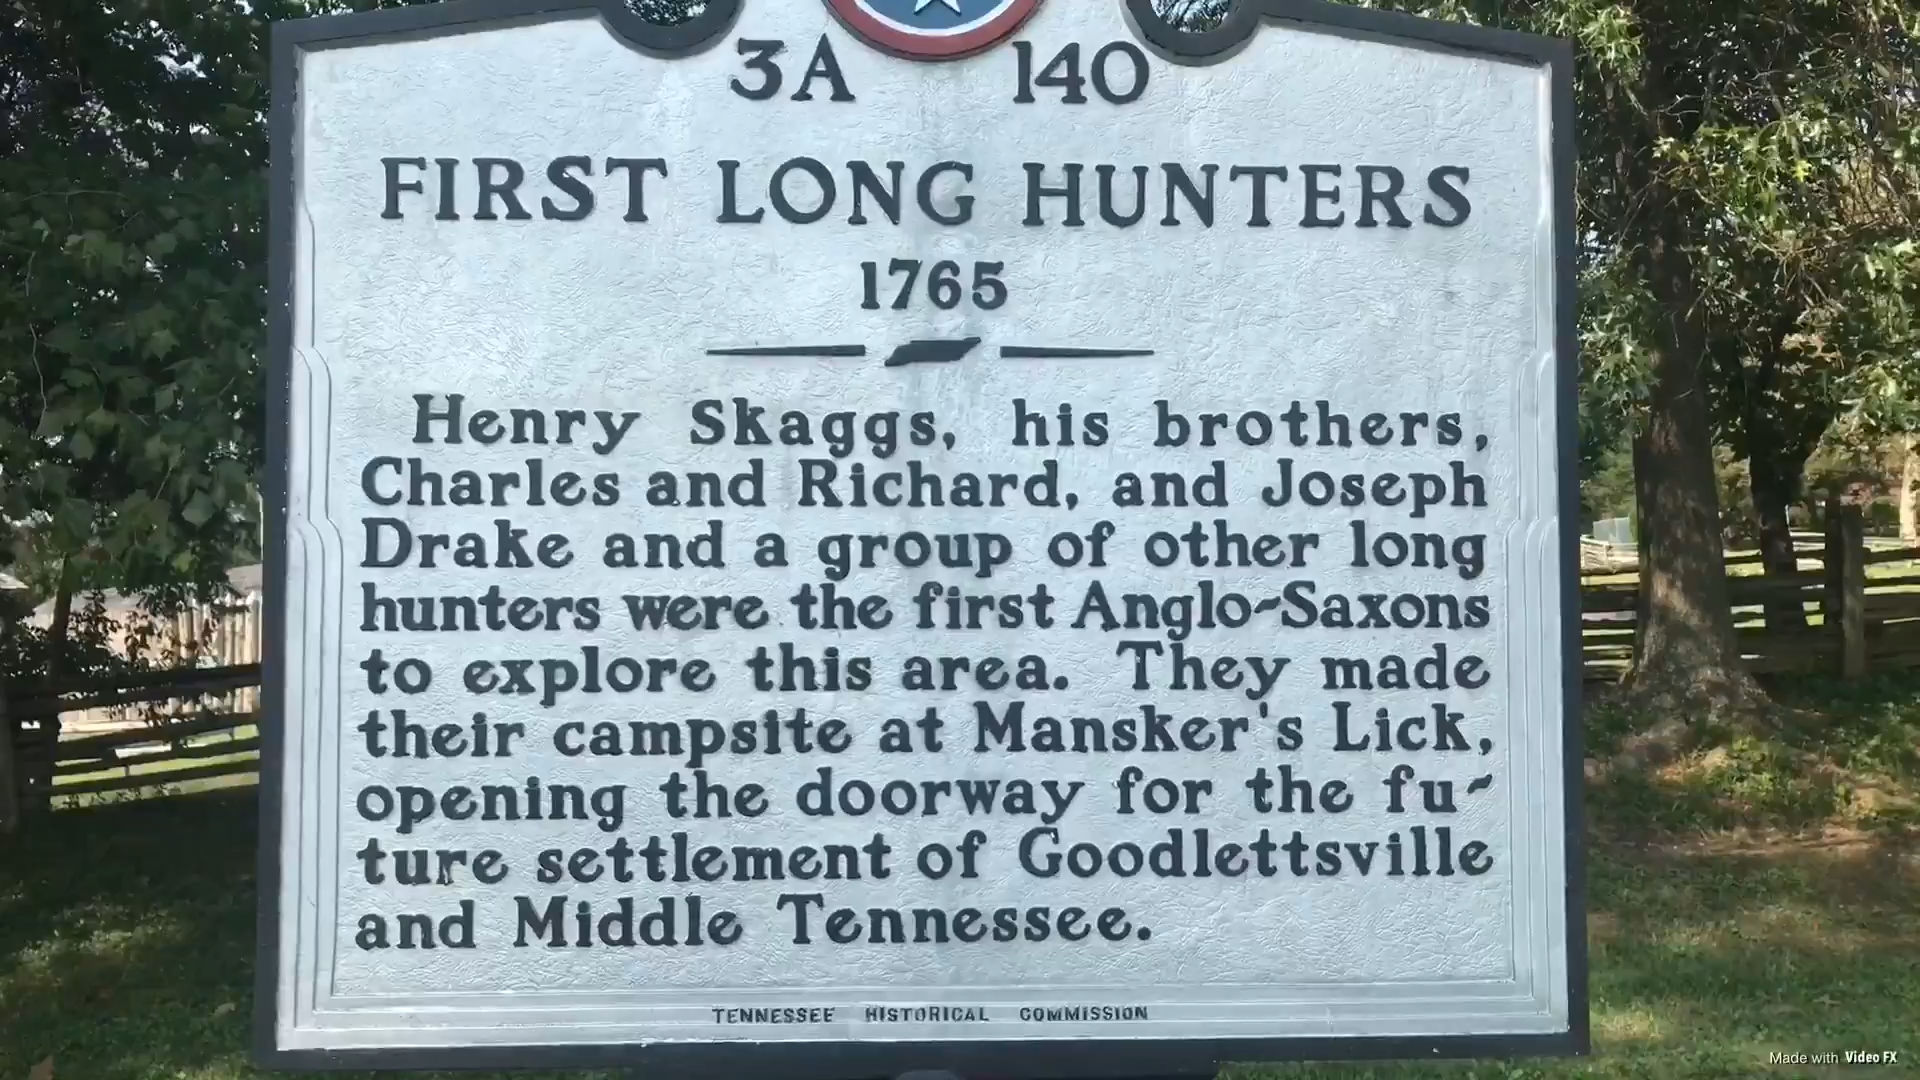 3A 140
FIRST LONG HUNTERS
1765
Henry Skaggs, his brothers,
Charles and Richard, and Joseph
Drake and a group of other long
hunters were the first Anglo-Saxons
to explore this area. They made
their campsite at Mansker's Lick,
opening the doorway for the fu-
ture settlement of Goodlettsville
and Middle Tennessee.
TENNESSEE HISTORICAL COMMISSION
Made with Video FX